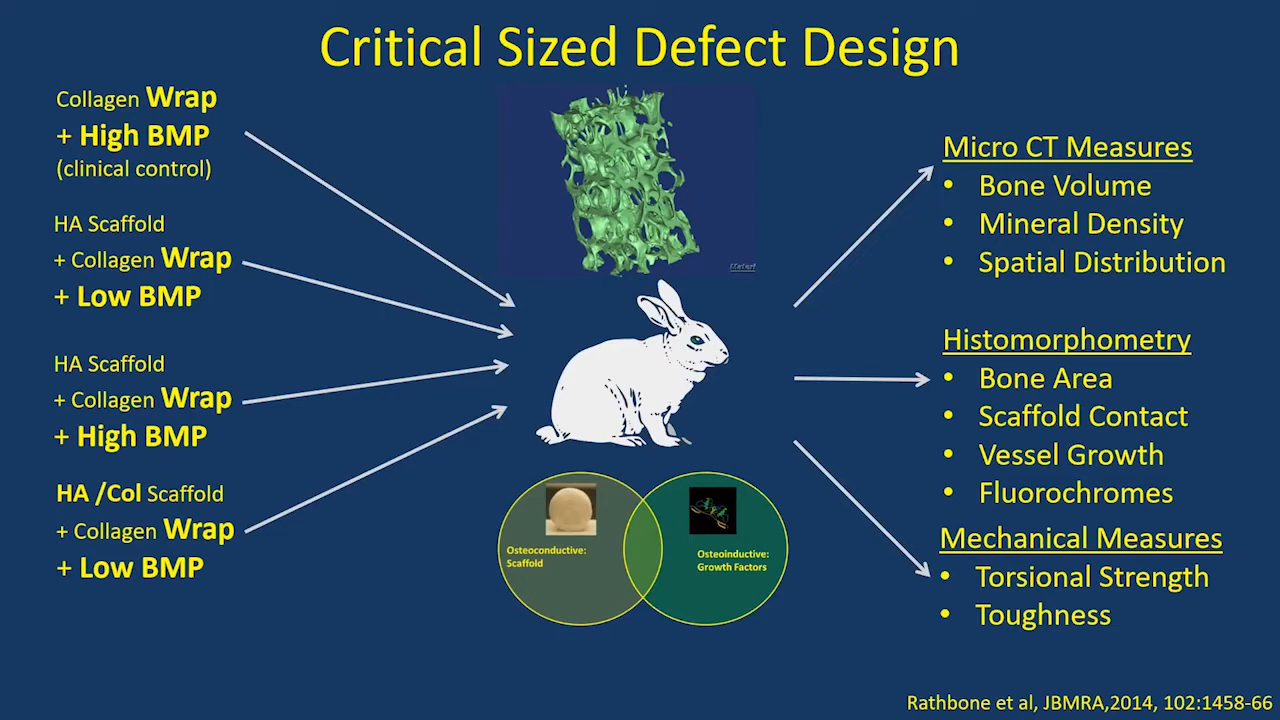 Critical Sized Defect Design
Collagen Wrap
+ High BMP
(clinical control)
HA Scaffold
+ Collagen Wrap
+ Low BMP
HA Scaffold
+ Collagen Wrap
+ High BMP
HA /Col Scaffold
+ Collagen Wrap
+ Low BMP
Osteoconductive:
Scaffold
Osteoinductive:
Growth Factors
Micro CT Measures
• Bone Volume
• Mineral Density
• Spatial Distribution
Histomorphometry
• Bone Area
• Scaffold Contact
• Vessel Growth
• Fluorochromes
Mechanical Measures
• Torsional Strength
• Toughness
Rathbone et al, JBMRA,2014, 102:1458-66